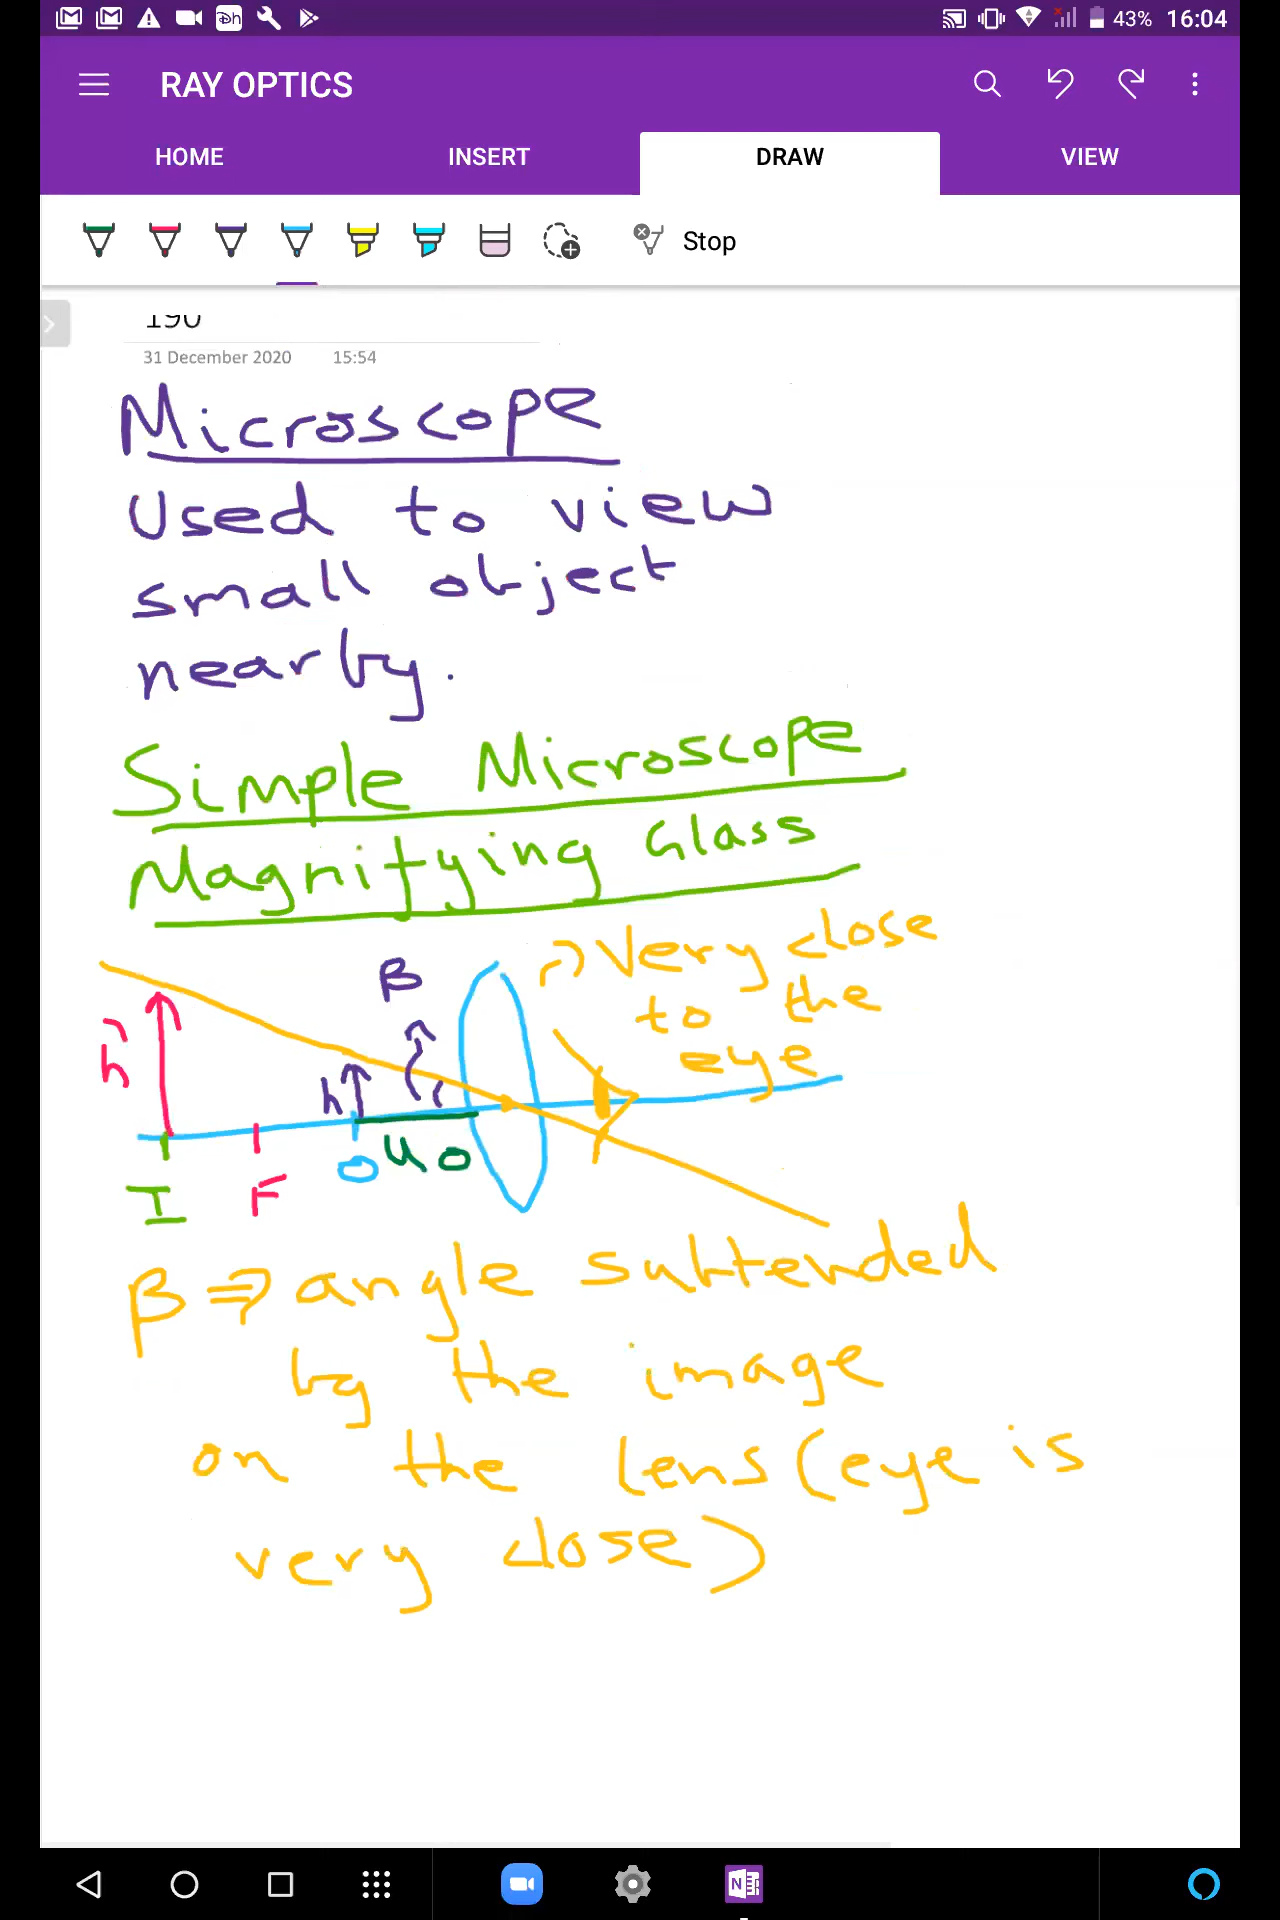 43% 16:04
RAY OPTICS
HOME INSERT DRAW VIEW
Stop
190
31 December 2020 15:54
Microscope
Used to view
small object
nearby.
Simple Microscope
Magnifying Glass
Very close
to the
eye
β
h'
h
O
u o
I
F
β ⇒ angle subtended
by the image
on the lens (eye is
very close)